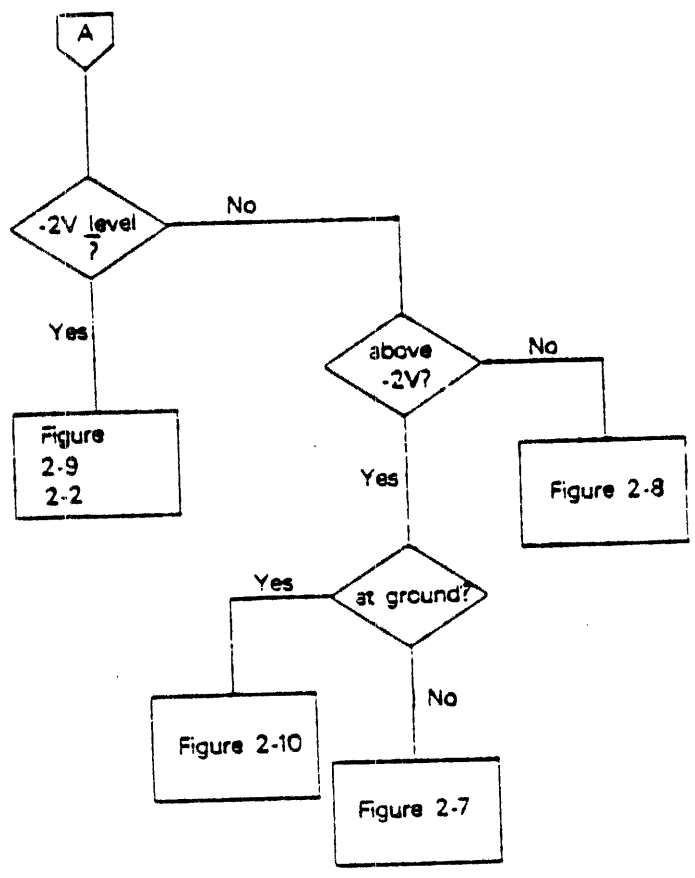 A
-2V level
?
No
Yes
above
-2V?
No
Figure
2-9
2-2
Figure 2-8
Yes
at ground?
Yes
No
Figure 2-10
Figure 2-7